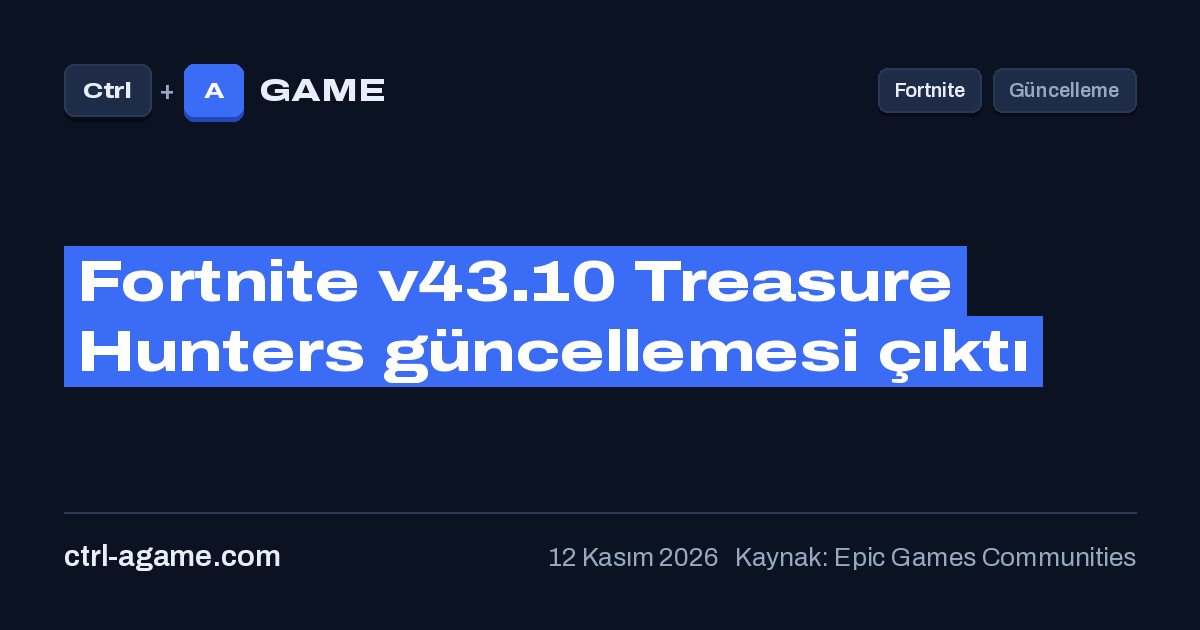 Ctrl + A GAME
Fortnite Güncelleme
Fortnite v43.10 Treasure
Hunters güncellemesi çıktı
ctrl-agame.com
12 Kasım 2026 Kaynak: Epic Games Communities